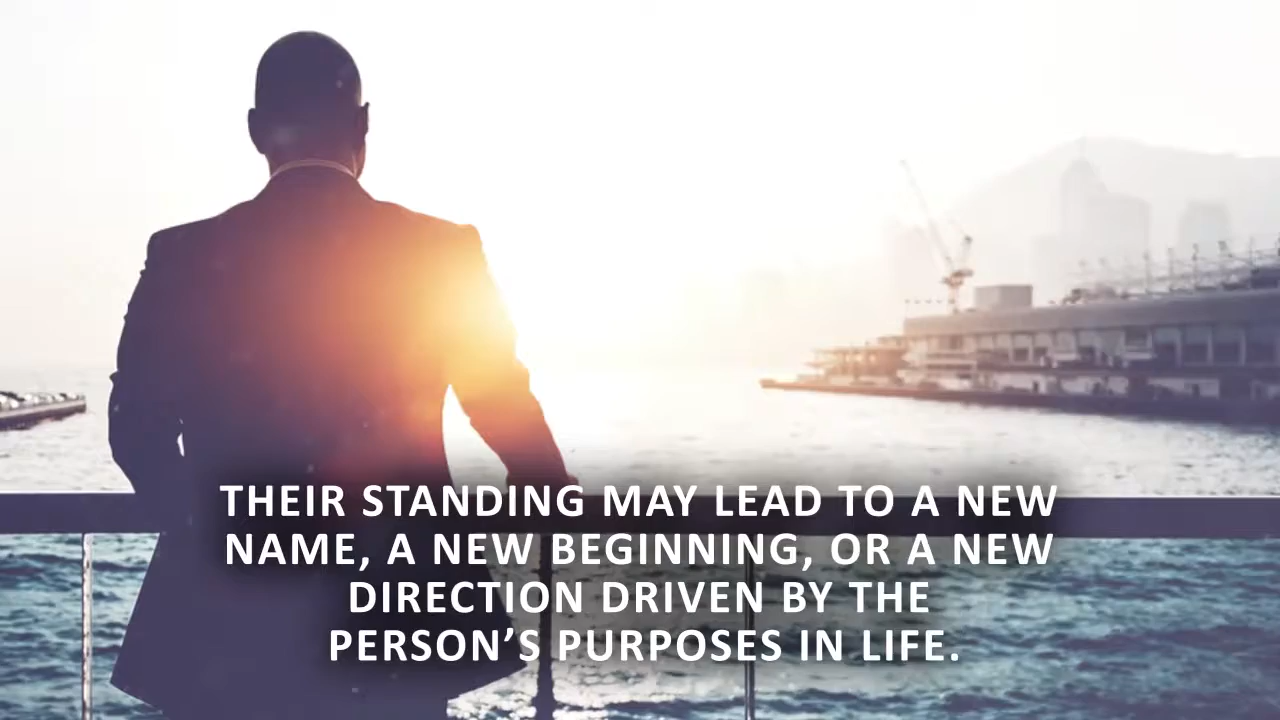 THEIR STANDING MAY LEAD TO A NEW
NAME, A NEW BEGINNING, OR A NEW
DIRECTION DRIVEN BY THE
PERSON’S PURPOSES IN LIFE.